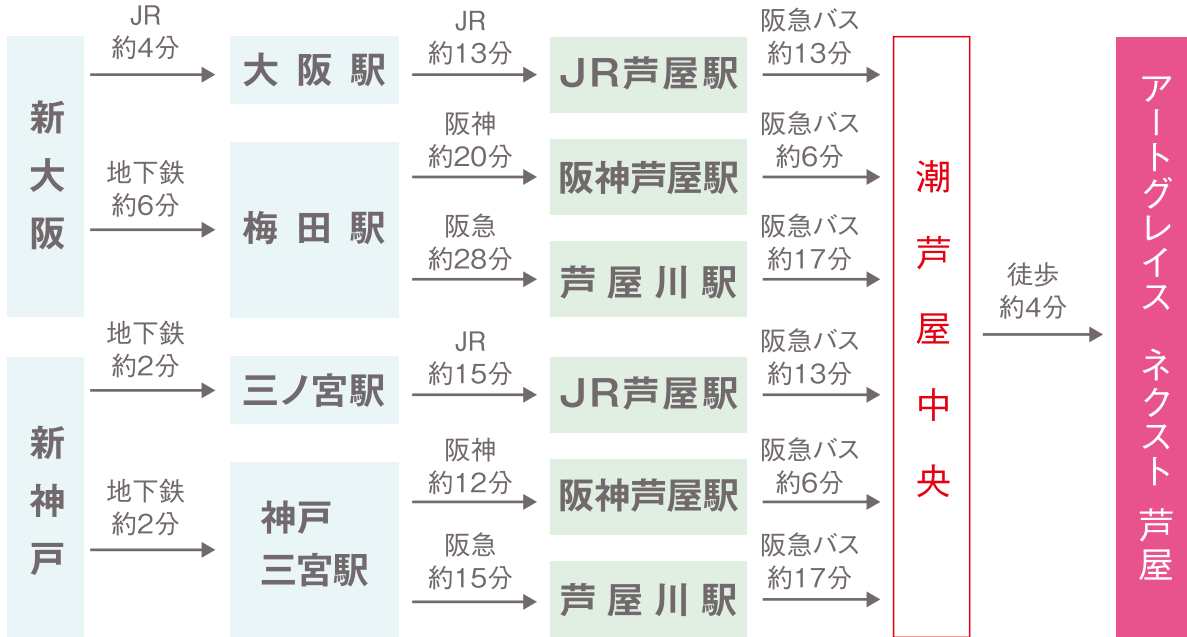 新大阪
JR
約4分
大阪駅
JR
約13分
JR芦屋駅
阪急バス
約13分
地下鉄
約6分
梅田駅
阪神
約20分
阪神芦屋駅
阪急バス
約6分
阪急
約28分
芦屋川駅
阪急バス
約17分
新神戸
地下鉄
約2分
三ノ宮駅
JR
約15分
JR芦屋駅
阪急バス
約13分
地下鉄
約2分
神戸
三宮駅
阪神
約12分
阪神芦屋駅
阪急バス
約6分
阪急
約15分
芦屋川駅
阪急バス
約17分
潮芦屋中央
徒歩
約4分
アートグレイス ネクスト 芦屋